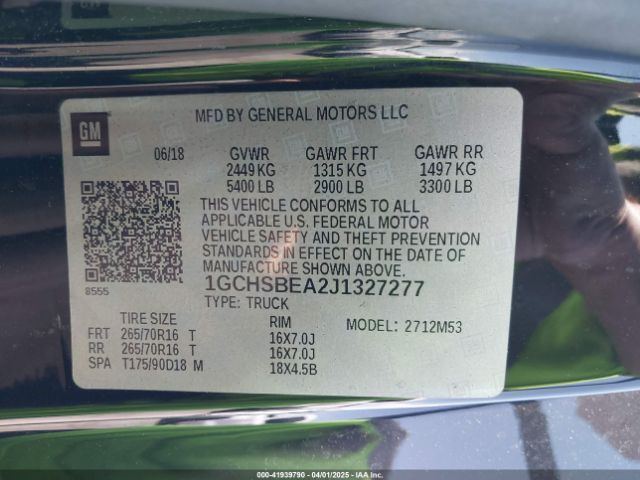 MFD BY GENERAL MOTORS LLC
GM
06/18 GVWR GAWR FRT GAWR RR
2449 KG 1315 KG 1497 KG
5400 LB 2900 LB 3300 LB
THIS VEHICLE CONFORMS TO ALL
APPLICABLE U.S. FEDERAL MOTOR
VEHICLE SAFETY AND THEFT PREVENTION
STANDARDS IN EFFECT ON THE DATE OF
MANUFACTURE SHOWN ABOVE.
8555
1GCHSBEA2J1327277
TYPE: TRUCK
TIRE SIZE RIM MODEL: 2712M53
FRT 265/70R16 T 16X7.0J
RR 265/70R16 T 16X7.0J
SPA T175/90D18 M 18X4.5B
000-41939790 - 04/01/2025 - IAA Inc.